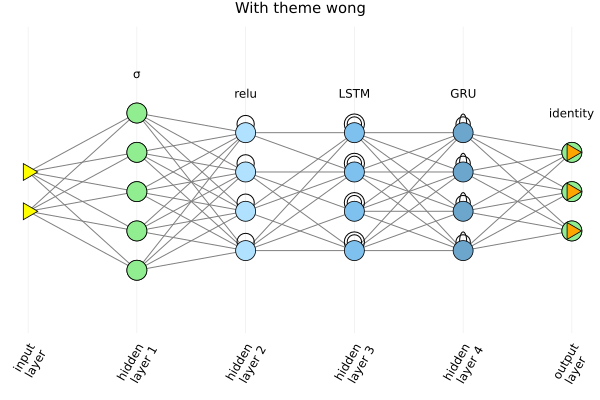 With theme wong
σ
relu
LSTM
GRU
identity
input
layer
hidden
layer 1
hidden
layer 2
hidden
layer 3
hidden
layer 4
output
layer